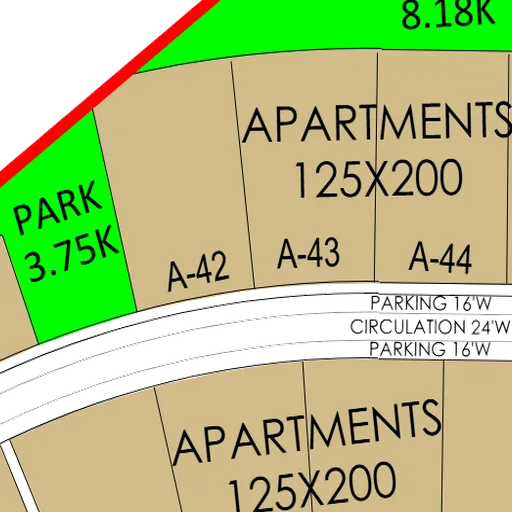 8.18K
APARTMENTS
125X200
PARK
3.75K
A-42
A-43
A-44
PARKING 16'W
CIRCULATION 24'W
PARKING 16'W
APARTMENTS
125X200